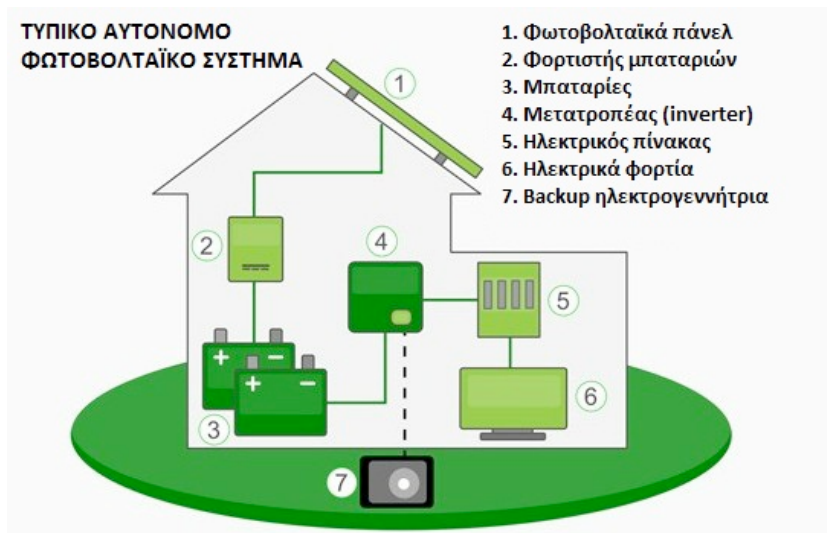 ΤΥΠΙΚΟ ΑΥΤΟΝΟΜΟ
ΦΩΤΟΒΟΛΤΑΪΚΟ ΣΥΣΤΗΜΑ
1. Φωτοβολταϊκά πάνελ
2. Φορτιστής μπαταριών
3. Μπαταρίες
4. Μετατροπέας (inverter)
5. Ηλεκτρικός πίνακας
6. Ηλεκτρικά φορτία
7. Backup ηλεκτρογεννήτρια
1
2
4
5
+ −
+ −
3
6
7